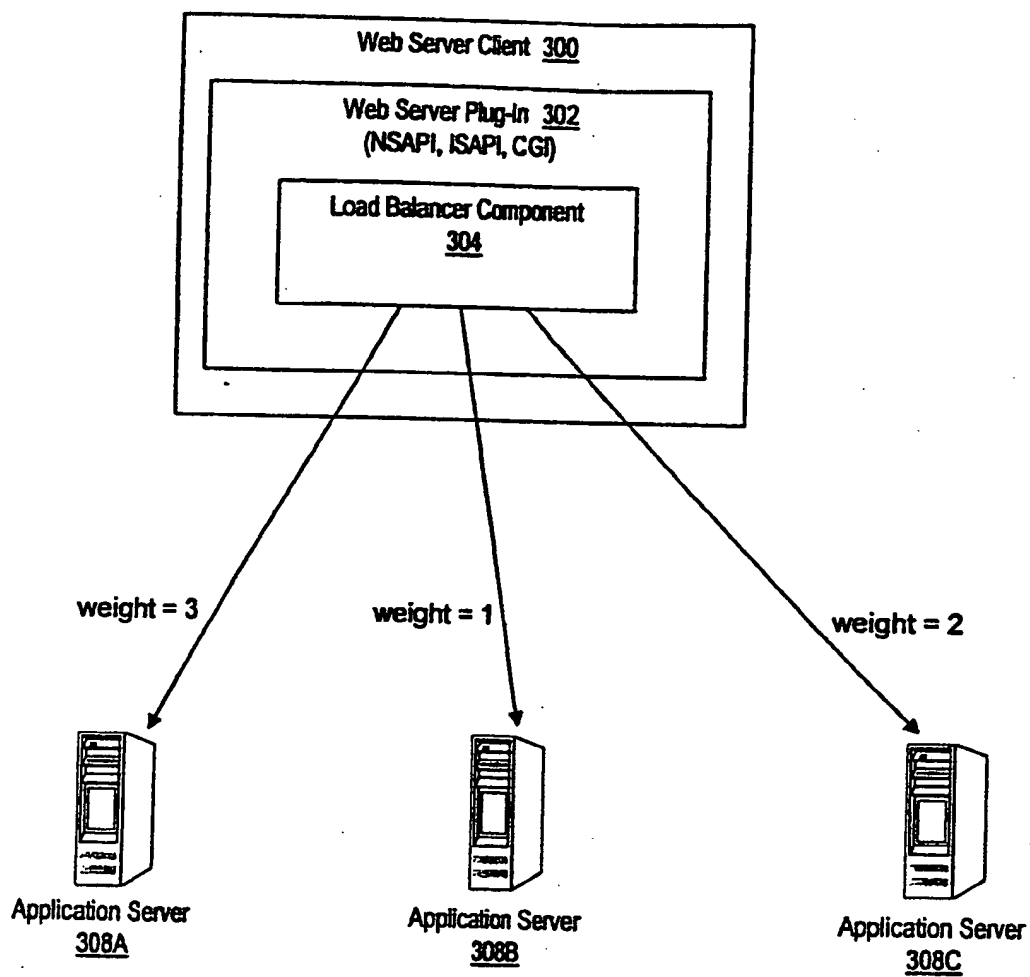 Web Server Client 300
Web Server Plug-In 302
(NSAPI, ISAPI, CGI)
Load Balancer Component
304
weight = 3
weight = 1
weight = 2
Application Server
308A
Application Server
308B
Application Server
308C